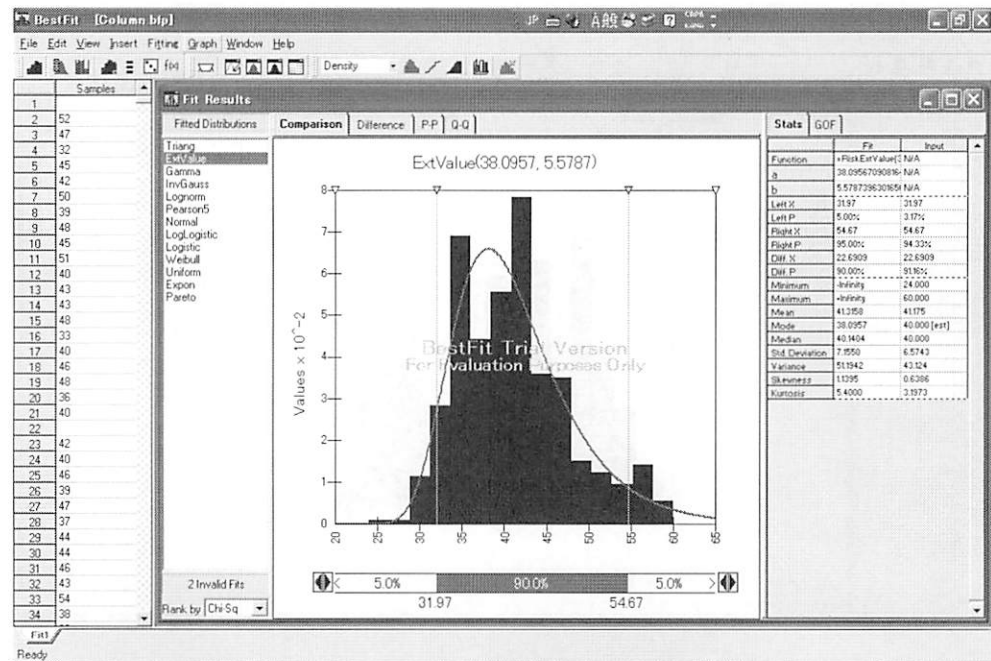 BestFit [Column.bfp]
JP A般 CAPS KANA
File Edit View Insert Fitting Graph Window Help
f(x) Density
Samples
1
2 52
3 47
4 32
5 45
6 42
7 50
8 39
9 48
10 45
11 51
12 40
13 43
14 43
15 48
16 33
17 40
18 46
19 48
20 36
21 40
22
23 42
24 40
25 46
26 39
27 47
28 37
29 44
30 44
31 46
32 43
33 54
34 38
Fit Results
Fitted Distributions
Triang
ExtValue
Gamma
InvGauss
Lognorm
Pearson5
Normal
LogLogistic
Logistic
Weibull
Uniform
Expon
Pareto
2 Invalid Fits
Rank by Chi-Sq
Comparison Difference P-P Q-Q
ExtValue(38.0957, 5.5787)
Values x 10^-2
8
7
6
5
4
3
2
1
0
BestFit Trial Version
For Evaluation Purposes Only
20 25 30 35 40 45 50 55 60 65
< 5.0% 90.0% 5.0% >
31.97 54.67
Stats GOF
Fit Input
Function =RiskExtValue(3 N/A
a 38.0956709081 N/A
b 5.578739630165 N/A
Left X 31.97 31.97
Left P 5.00% 3.17%
Right X 54.67 54.67
Right P 95.00% 94.33%
Diff. X 22.6909 22.6909
Diff. P 90.00% 91.16%
Minimum -Infinity 24.000
Maximum +Infinity 60.000
Mean 41.3158 41.175
Mode 38.0957 40.000 [est]
Median 40.1404 40.000
Std. Deviation 7.1550 6.5743
Variance 51.1942 43.124
Skewness 1.1395 0.6386
Kurtosis 5.4000 3.1973
Fit1
Ready